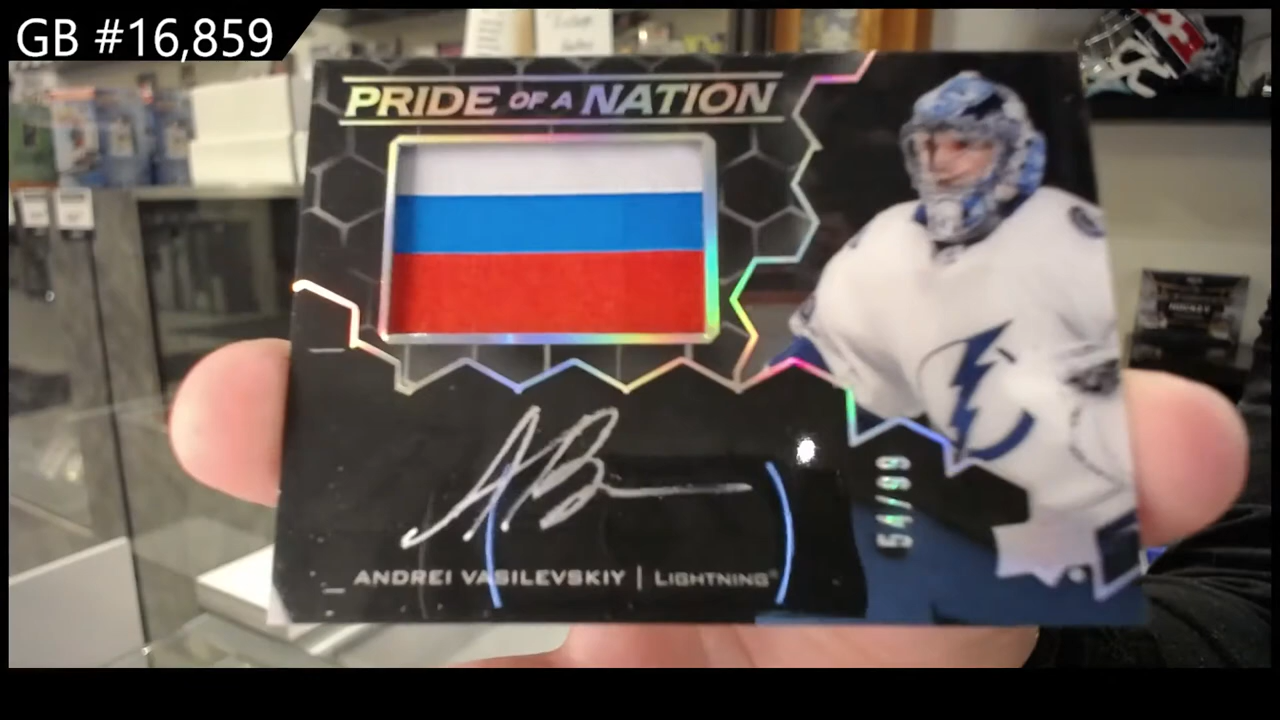 GB #16,859
PRIDE OF A NATION
54/99
ANDREI VASILEVSKIY | LIGHTNING